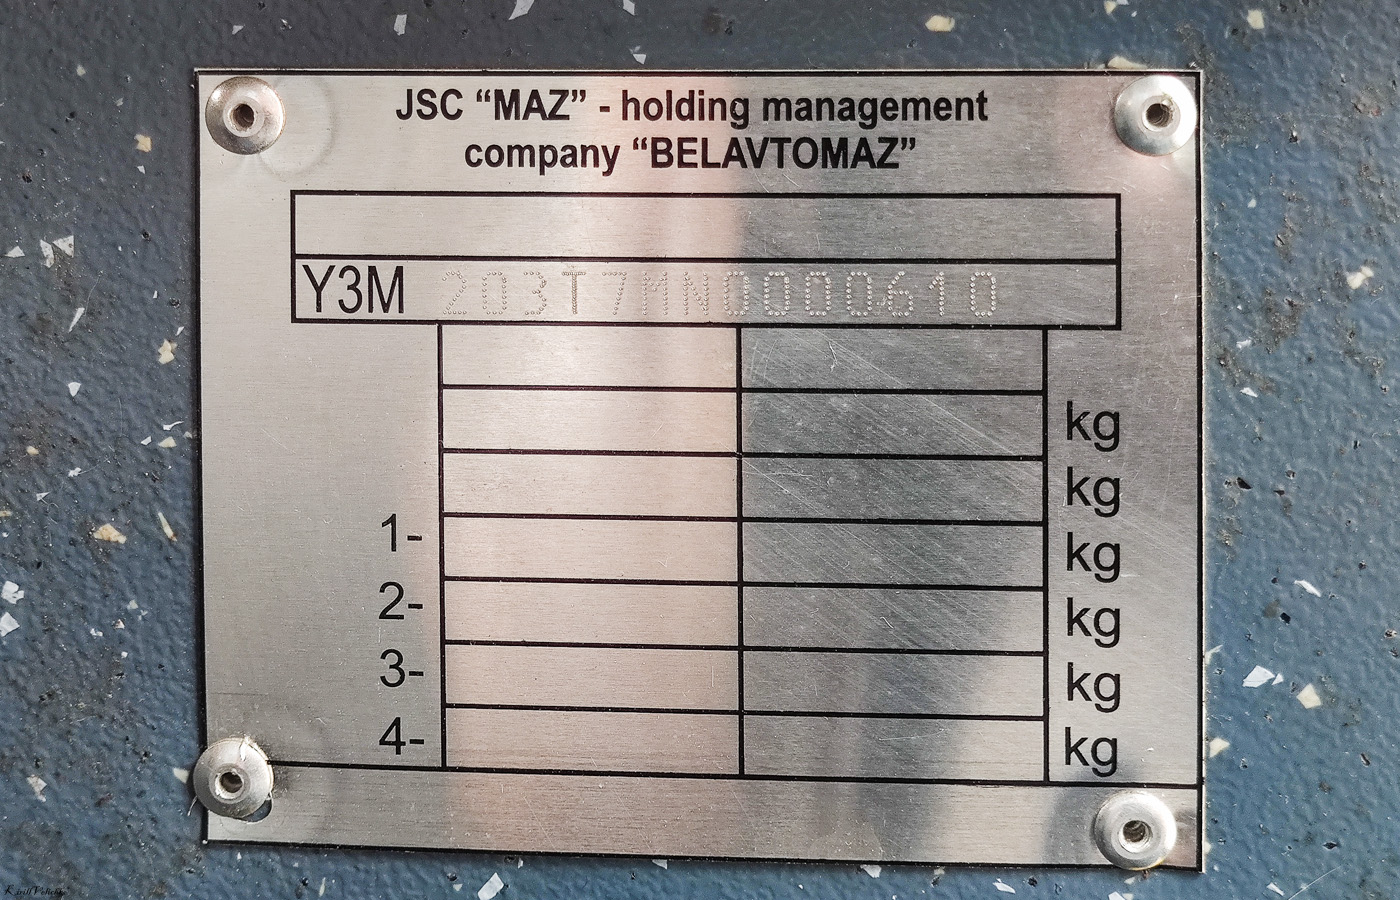 JSC “MAZ” - holding management
company “BELAVTOMAZ”
Y3M 203T7MN0000610
kg
kg
1- kg
2- kg
3- kg
4- kg